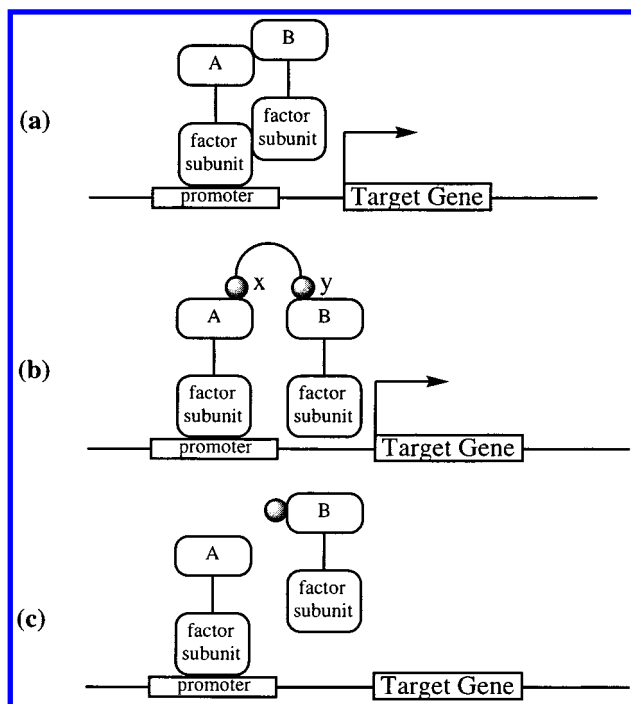 B
A
(a)
factor
subunit
factor
subunit
promoter
Target Gene
x
y
A
B
(b)
factor
subunit
factor
subunit
promoter
Target Gene
B
A
factor
subunit
(c)
factor
subunit
promoter
Target Gene